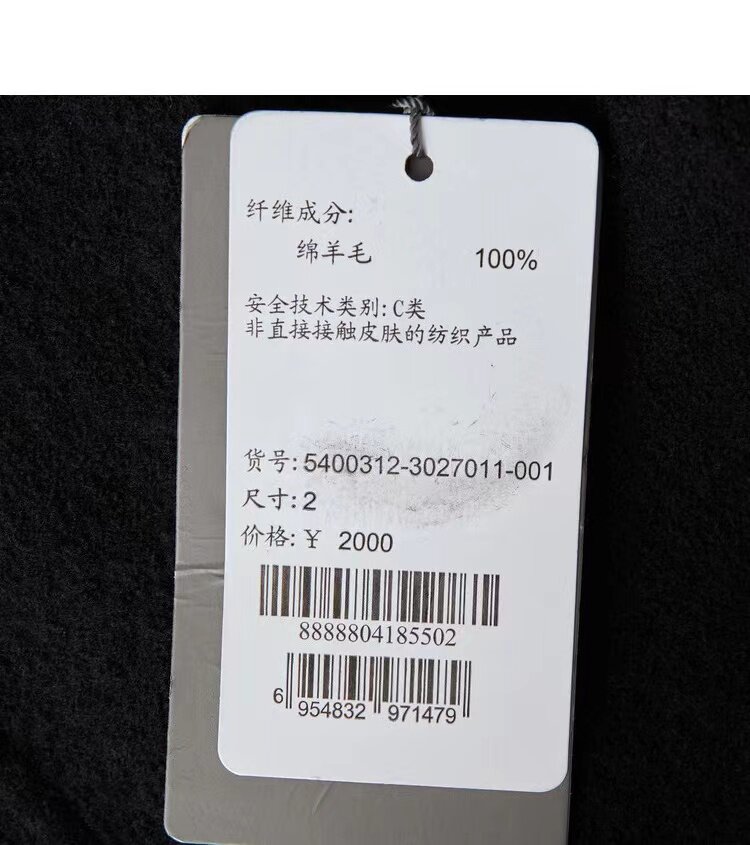 纤维成分:
绵羊毛 100%
安全技术类别: C类
非直接接触皮肤的纺织产品
货号: 5400312-3027011-001
尺寸: 2
价格: ¥ 2000
8888804185502
6 954832 971479